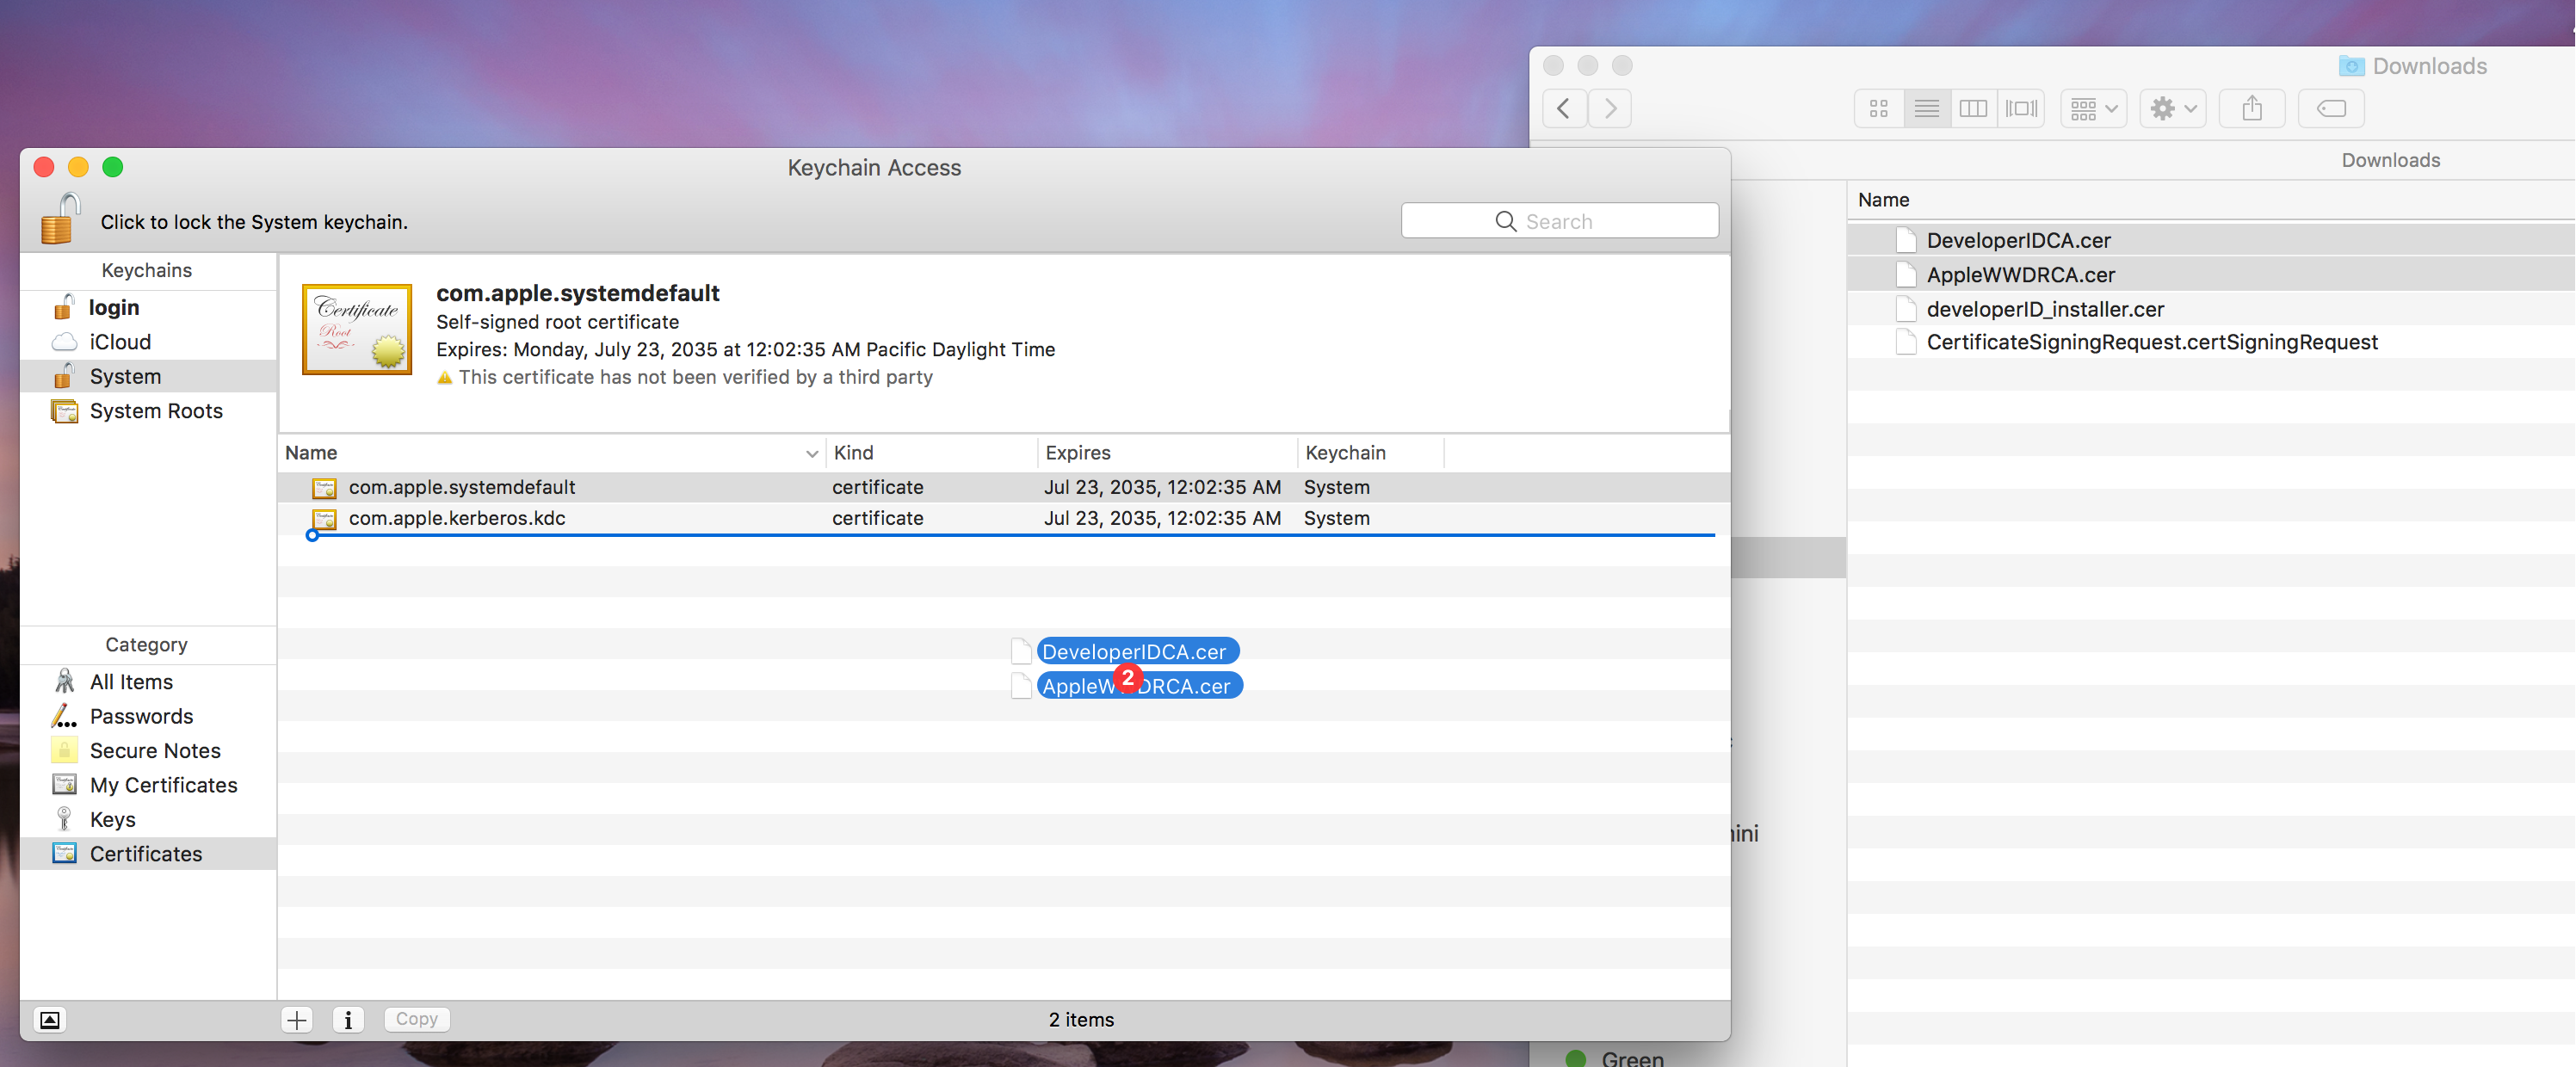 Downloads
Downloads
Name
DeveloperIDCA.cer
AppleWWDRCA.cer
developerID_installer.cer
CertificateSigningRequest.certSigningRequest
Green
Keychain Access
Click to lock the System keychain.
Search
Keychains
login
iCloud
System
System Roots
Category
All Items
Passwords
Secure Notes
My Certificates
Keys
Certificates
Certificate
Root
com.apple.systemdefault
Self-signed root certificate
Expires: Monday, July 23, 2035 at 12:02:35 AM Pacific Daylight Time
This certificate has not been verified by a third party
Name Kind Expires Keychain
com.apple.systemdefault certificate Jul 23, 2035, 12:02:35 AM System
com.apple.kerberos.kdc certificate Jul 23, 2035, 12:02:35 AM System
DeveloperIDCA.cer
2
Copy
2 items